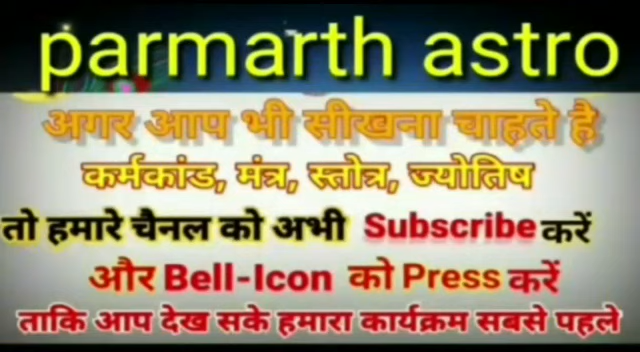 parmarth astro
अगर आप भी सीखना चाहते है
कर्मकांड, मंत्र, स्तोत्र, ज्योतिष
तो हमारे चैनल को अभी Subscribe करें
और Bell-Icon को Press करें
ताकि आप देख सके हमारा कार्यक्रम सबसे पहले